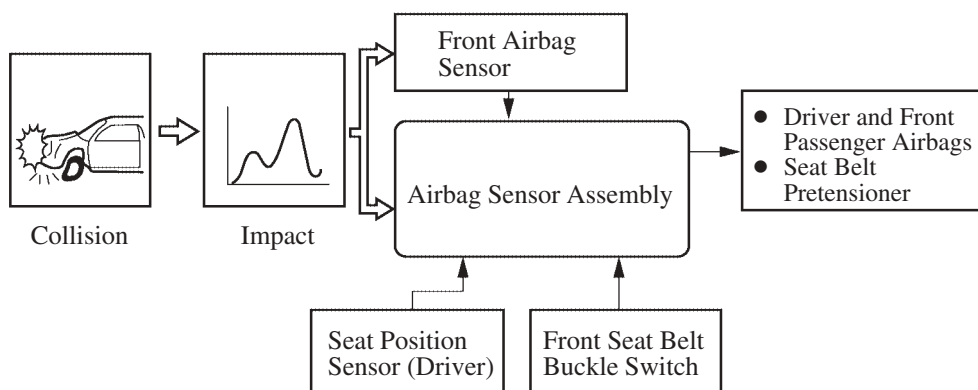 Front Airbag
Sensor
Collision
Impact
Airbag Sensor Assembly
● Driver and Front
Passenger Airbags
● Seat Belt
Pretensioner
Seat Position
Sensor (Driver)
Front Seat Belt
Buckle Switch